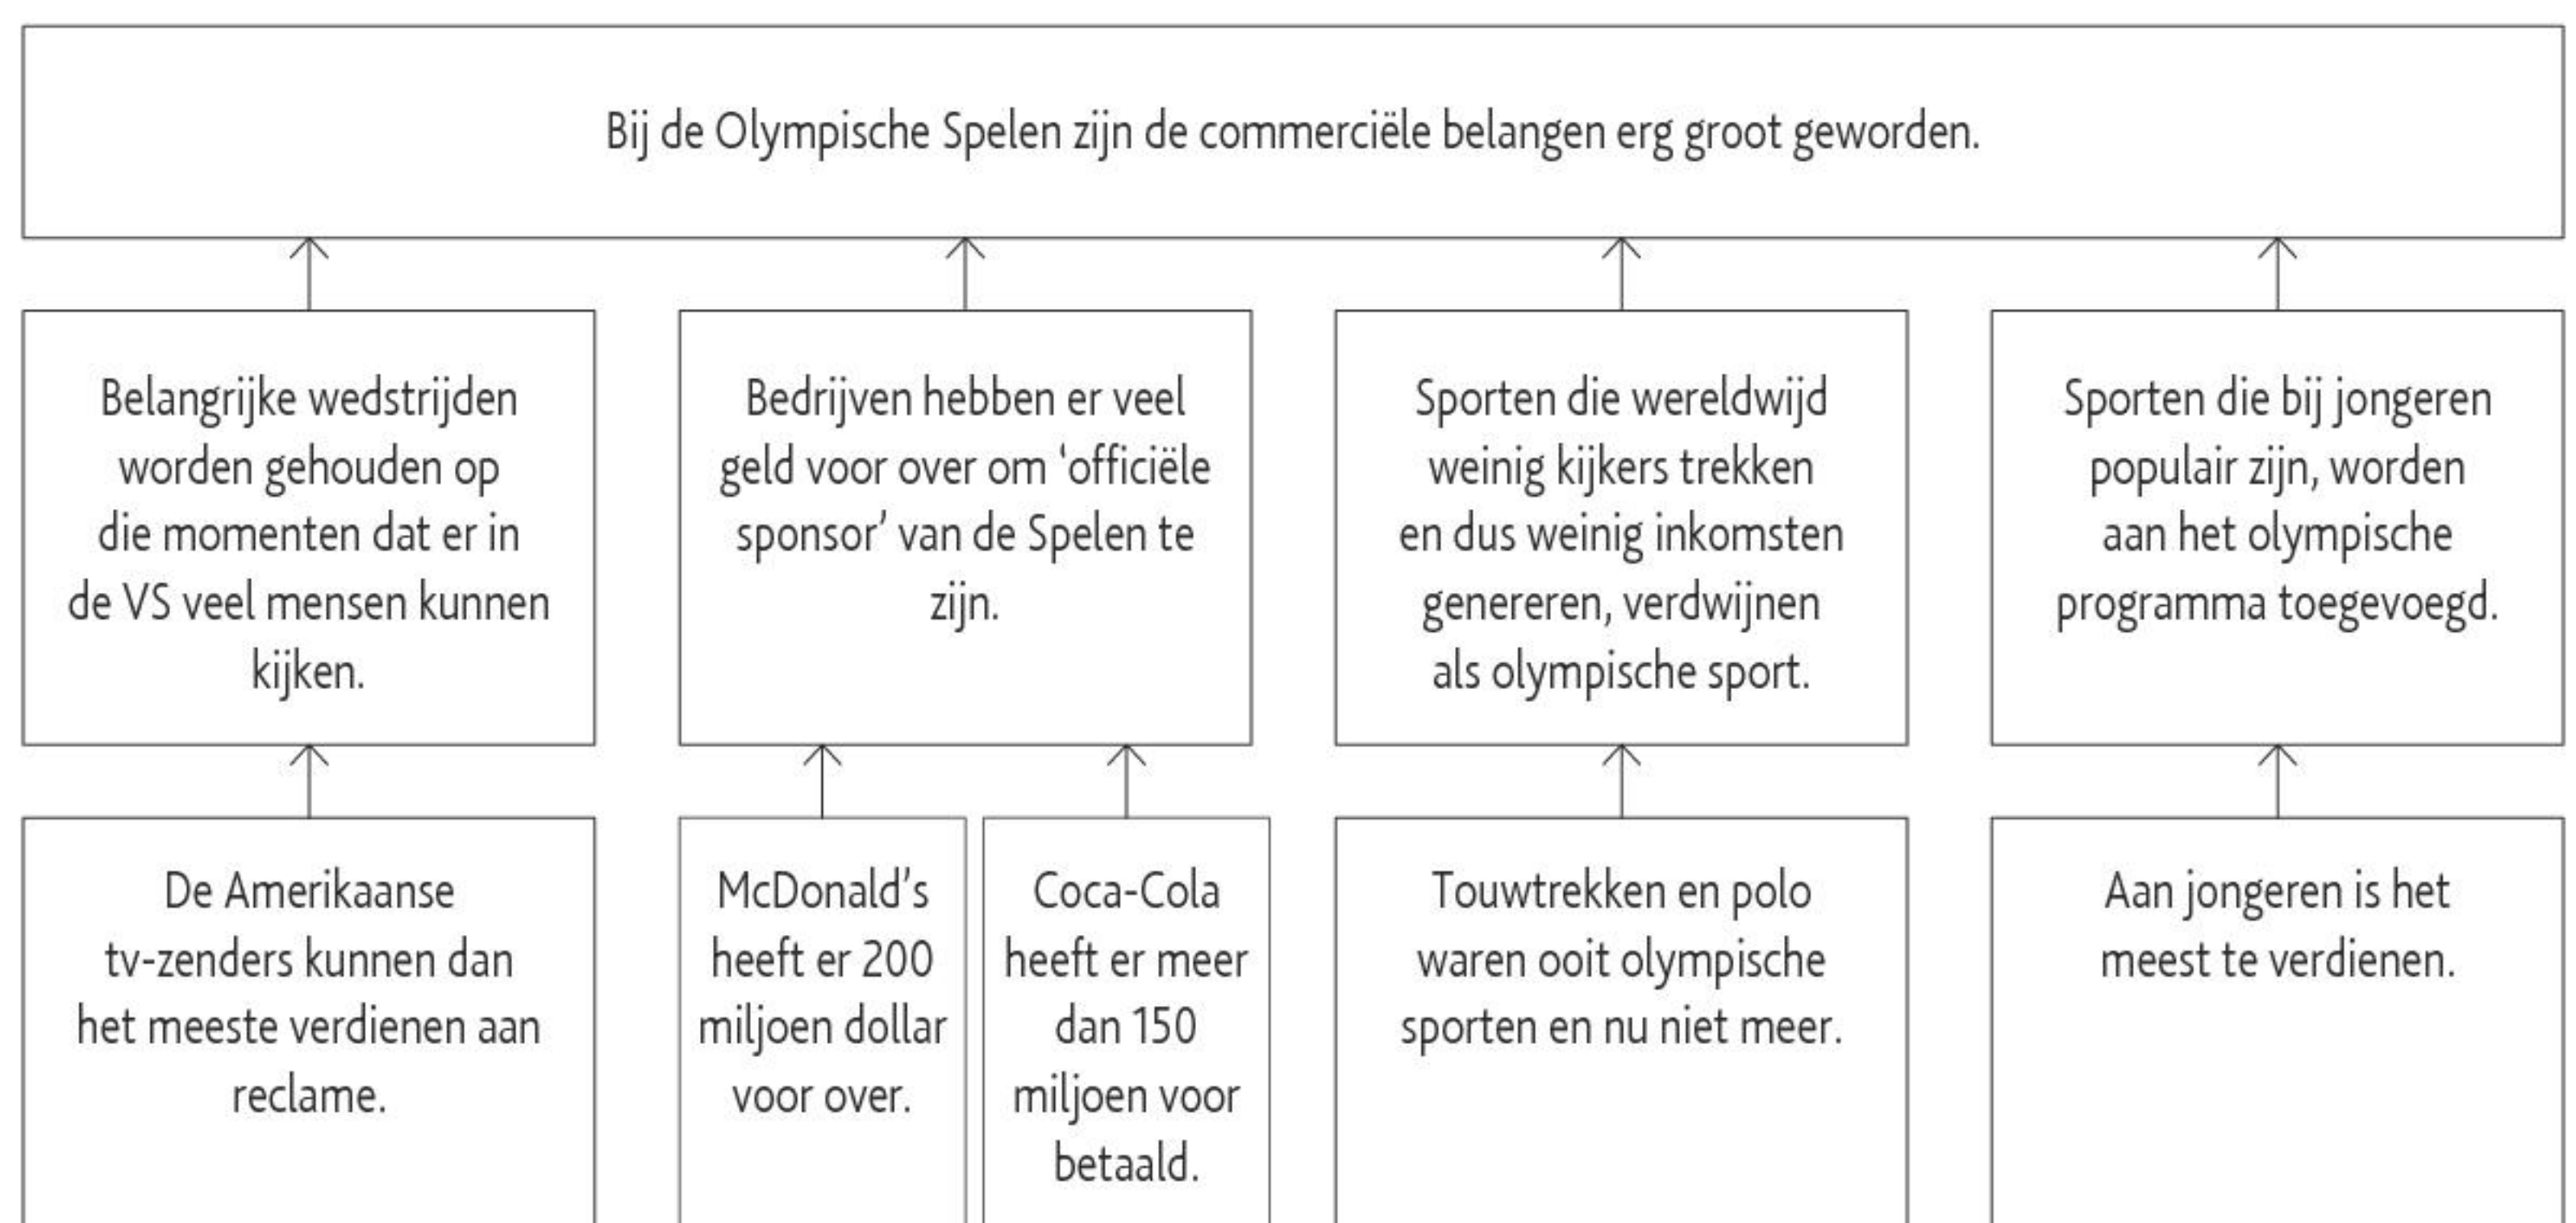 Bij de Olympische Spelen zijn de commerciële belangen erg groot geworden.
Belangrijke wedstrijden
worden gehouden op
die momenten dat er in
de VS veel mensen kunnen
kijken.
Bedrijven hebben er veel
geld voor over om ‘officiële
sponsor’ van de Spelen te
zijn.
Sporten die wereldwijd
weinig kijkers trekken
en dus weinig inkomsten
genereren, verdwijnen
als olympische sport.
Sporten die bij jongeren
populair zijn, worden
aan het olympische
programma toegevoegd.
De Amerikaanse
tv-zenders kunnen dan
het meeste verdienen aan
reclame.
McDonald’s
heeft er 200
miljoen dollar
voor over.
Coca-Cola
heeft er meer
dan 150
miljoen voor
betaald.
Touwtrekken en polo
waren ooit olympische
sporten en nu niet meer.
Aan jongeren is het
meest te verdienen.